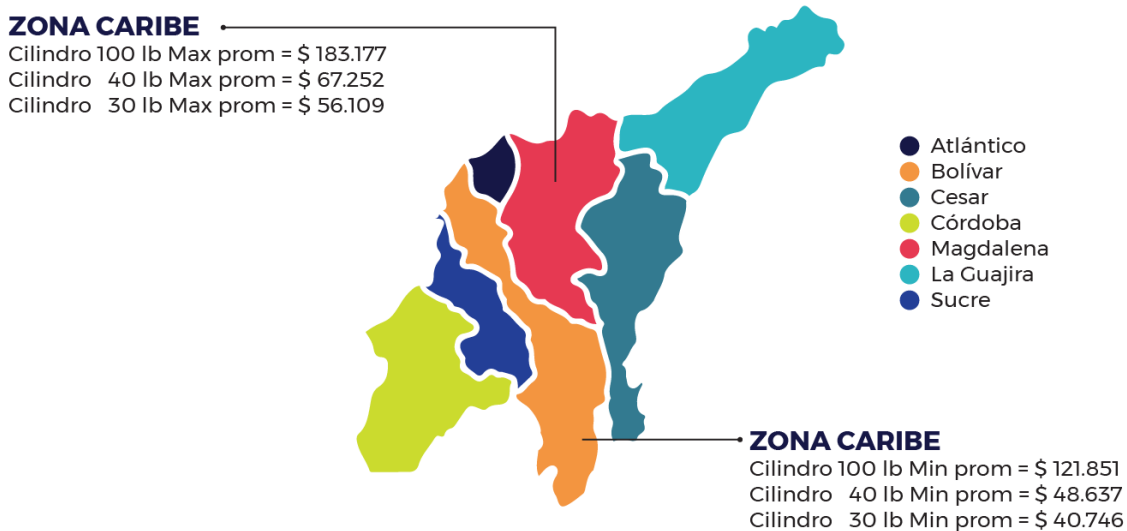 ZONA CARIBE
Cilindro 100 lb Max prom = $ 183.177
Cilindro 40 lb Max prom = $ 67.252
Cilindro 30 lb Max prom = $ 56.109
Atlántico
Bolívar
Cesar
Córdoba
Magdalena
La Guajira
Sucre
ZONA CARIBE
Cilindro 100 lb Min prom = $ 121.851
Cilindro 40 lb Min prom = $ 48.637
Cilindro 30 lb Min prom = $ 40.746